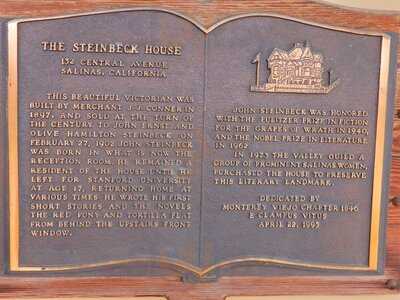 THE STEINBECK HOUSE
132 CENTRAL AVENUE
SALINAS, CALIFORNIA
THIS BEAUTIFUL VICTORIAN WAS
BUILT BY MERCHANT J.J. CONNER IN
1897, AND SOLD AT THE TURN OF
THE CENTURY TO JOHN ERNST AND
OLIVE HAMILTON STEINBECK. ON
FEBRUARY 27, 1902 JOHN STEINBECK
WAS BORN IN WHAT IS NOW THE
RECEPTION ROOM. HE REMAINED A
RESIDENT OF THE HOUSE UNTIL HE
LEFT FOR STANFORD UNIVERSITY
AT AGE 17. RETURNING HOME AT
VARIOUS TIMES HE WROTE HIS FIRST
SHORT STORIES AND THE NOVELS
THE RED PONY AND TORTILLA FLAT
FROM BEHIND THE UPSTAIRS FRONT
WINDOW.
JOHN STEINBECK WAS HONORED
WITH THE PULITZER PRIZE IN FICTION
FOR THE GRAPES OF WRATH IN 1940,
AND THE NOBEL PRIZE IN LITERATURE
IN 1962.
IN 1973 THE VALLEY GUILD A
GROUP OF PROMINENT SALINAS WOMEN,
PURCHASED THE HOUSE TO PRESERVE
THIS LITERARY LANDMARK.
DEDICATED BY
MONTEREY VIEJO CHAPTER 1846
E CLAMPUS VITUS
APRIL 22, 1995